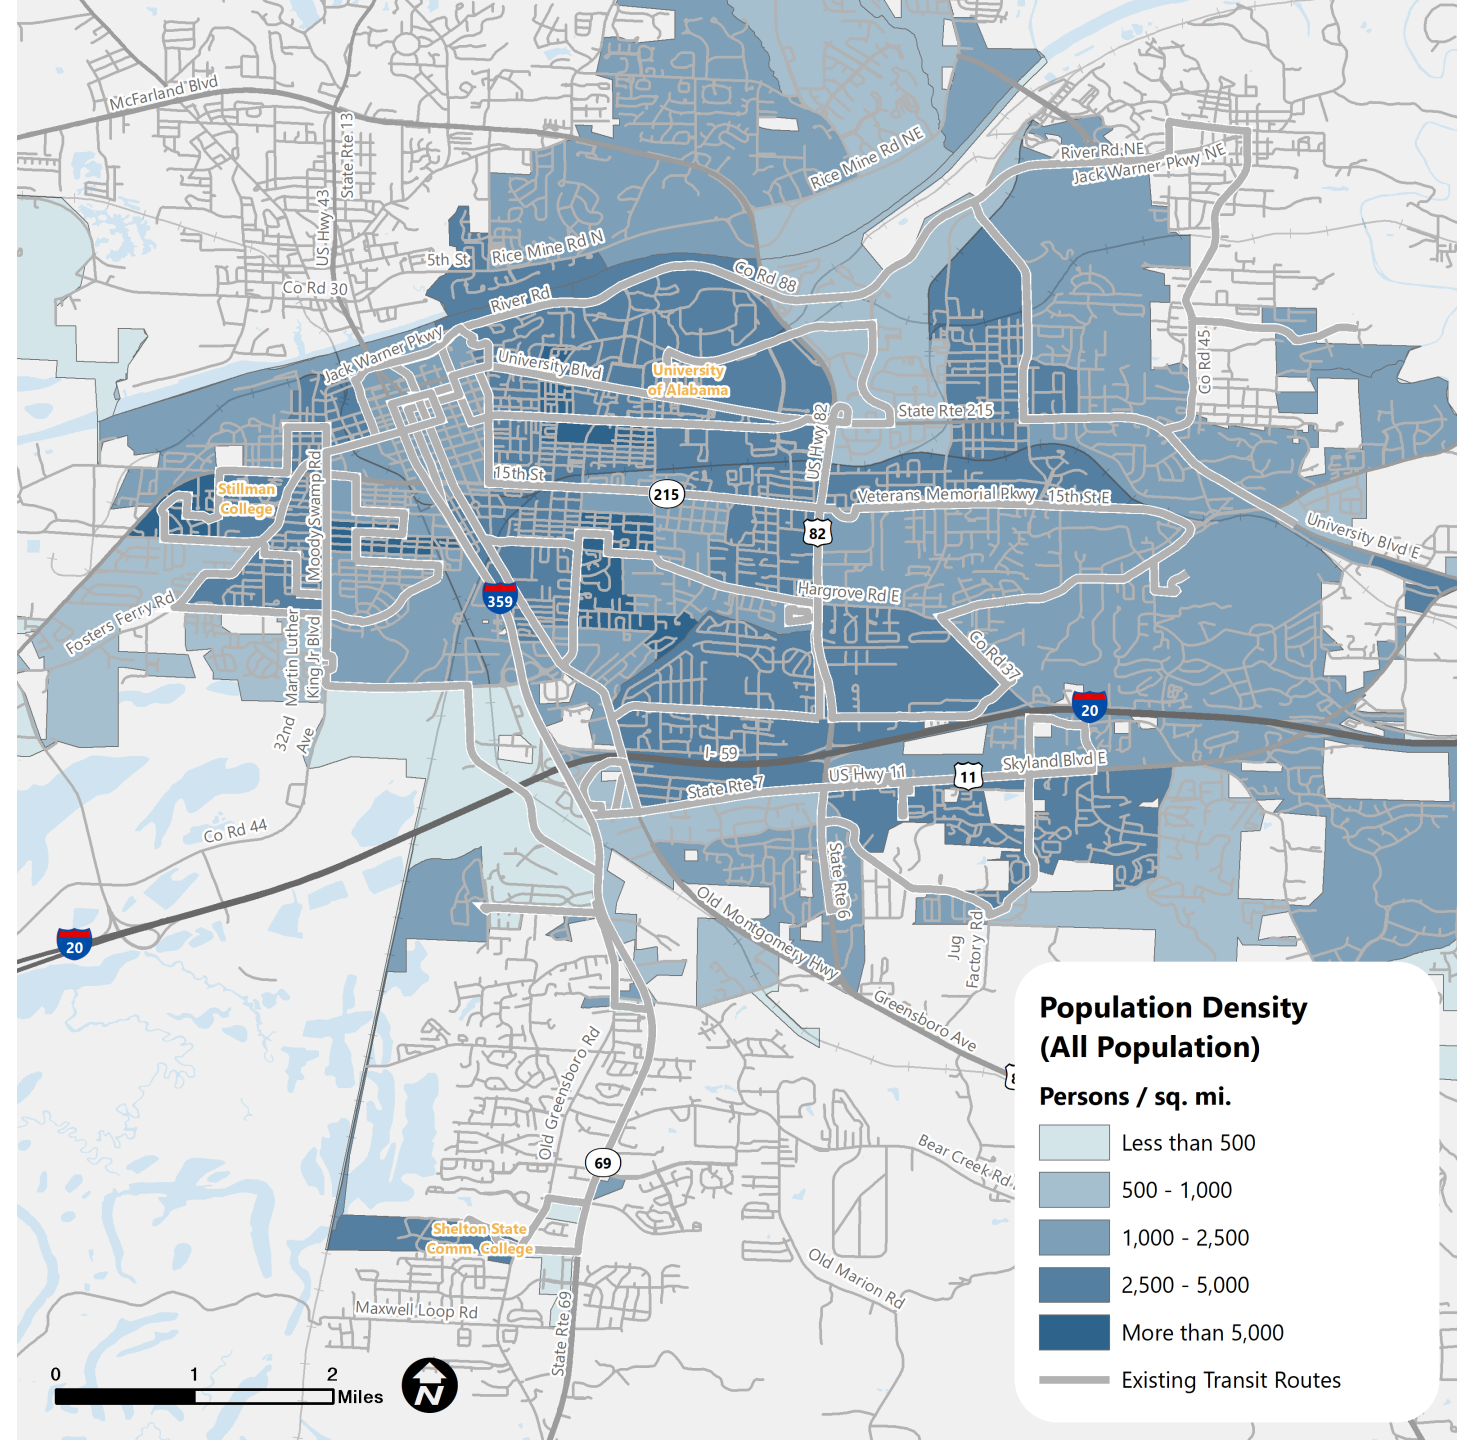 McFarland Blvd
State Rte 13
US Hwy 43
River Rd NE
Jack Warner Pkwy NE
Rice Mine Rd NE
5th St
Rice Mine Rd N
Co Rd 30
Co Rd 88
River Rd
Jack Warner Pkwy
University Blvd
University
of Alabama
Co Rd 45
State Rte 215
US Hwy 82
15th St
215
Veterans Memorial Pkwy
15th St E
Stillman
College
Moody Swamp Rd
82
University Blvd E
Hargrove Rd E
359
Fosters Ferry Rd
Martin Luther
King Jr Blvd
Co Rd 37
32nd
Ave
20
I- 59
US Hwy 11
11
Skyland Blvd E
State Rte 7
Co Rd 44
State Rte 6
Old Montgomery Hwy
Jug
Factory Rd
20
Greensboro Ave
8
Old Greensboro Rd
69
Bear Creek Rd
Shelton State
Comm. College
Old Marion Rd
Maxwell Loop Rd
State Rte 69
Population Density
(All Population)
Persons / sq. mi.
Less than 500
500 - 1,000
1,000 - 2,500
2,500 - 5,000
More than 5,000
Existing Transit Routes
0 1 2
Miles
N